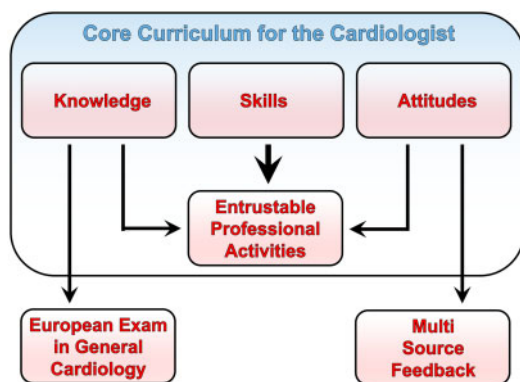 Core Curriculum for the Cardiologist
Knowledge
Skills
Attitudes
Entrustable
Professional
Activities
European Exam
in General
Cardiology
Multi
Source
Feedback